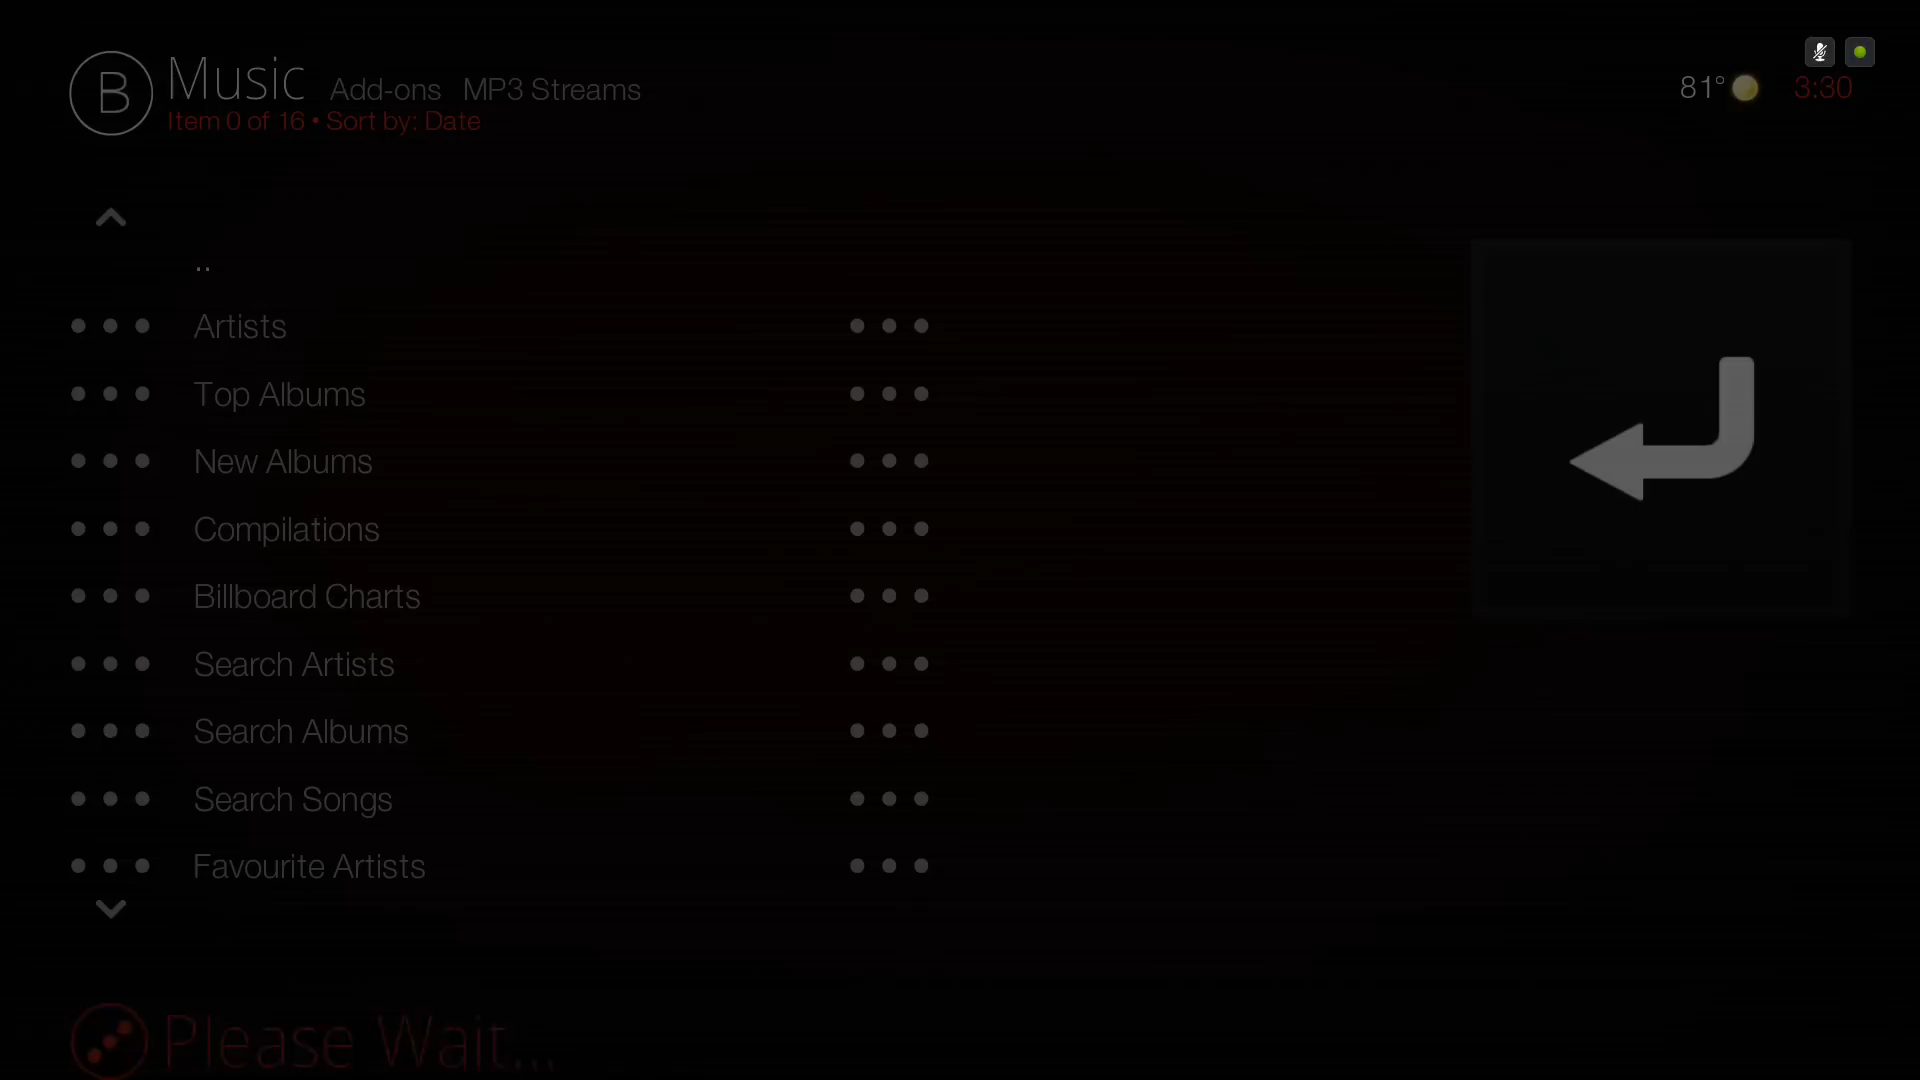 B Music Add-ons MP3 Streams
Item 0 of 16 • Sort by: Date
81° 3:30
..
Artists
Top Albums
New Albums
Compilations
Billboard Charts
Search Artists
Search Albums
Search Songs
Favourite Artists
Please Wait...